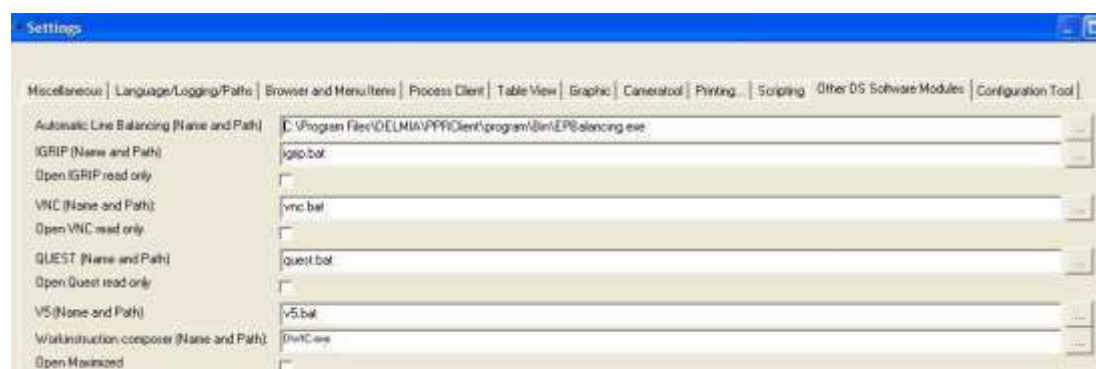 Settings
Miscellaneous Language/Logging/Paths Browser and Menu Items Process Client Table View Graphic Cameratool Printing... Scripting Other DS Software Modules Configuration Tool
Automatic Line Balancing (Name and Path) C:\Program Files\DELMIA\PPRClient\program\Bin\EPBalancing.exe ...
IGRIP (Name and Path) igrip.bat ...
Open IGRIP read only
VNC (Name and Path): vnc.bat ...
Open VNC read only
QUEST (Name and Path) quest.bat ...
Open Quest read only
V5 (Name and Path) v5.bat ...
Workinstruction composer (Name and Path): ...
Open Maximized